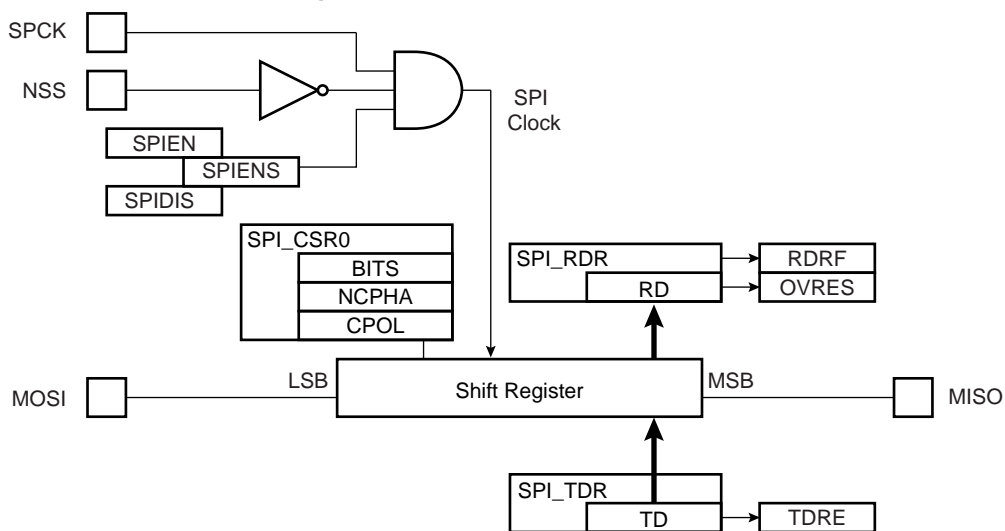 SPCK
NSS
SPI
Clock
SPIEN
SPIENS
SPIDIS
SPI_CSR0
BITS
NCPHA
CPOL
SPI_RDR
RD
RDRF
OVRES
MOSI
LSB
Shift Register
MSB
MISO
SPI_TDR
TD
TDRE